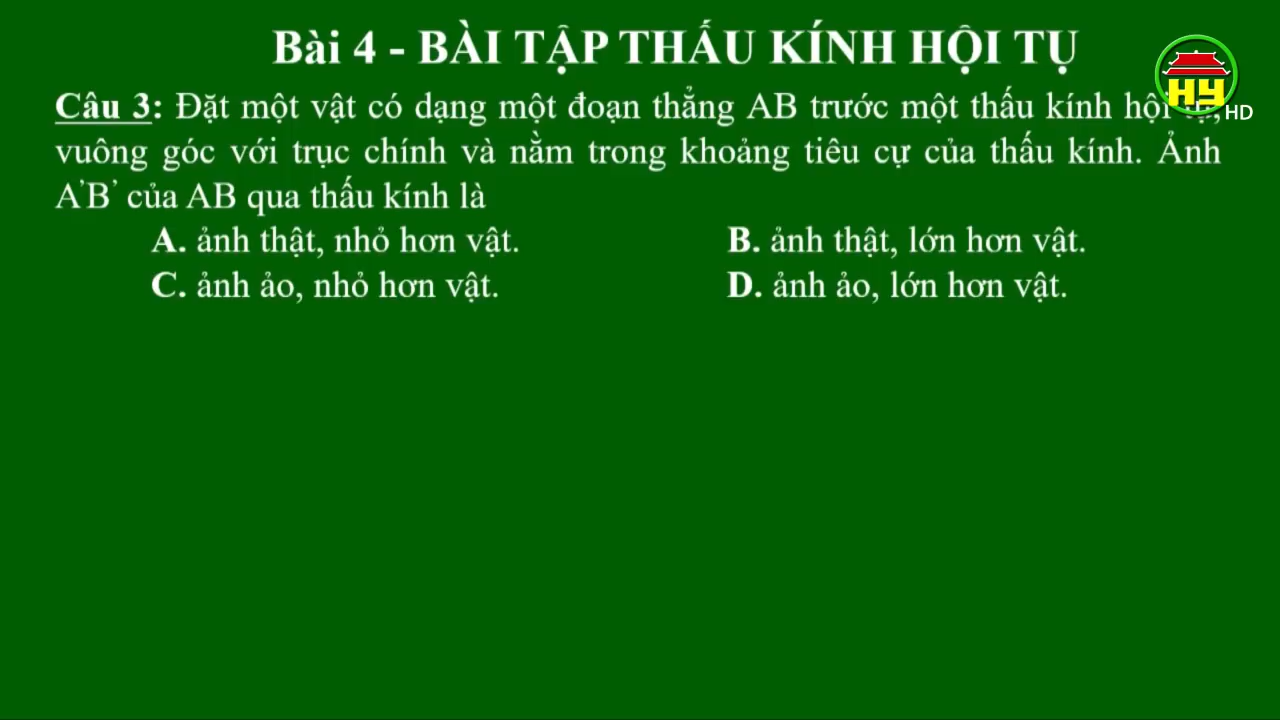 Bài 4 - BÀI TẬP THẤU KÍNH HỘI TỤ
HY HD
Câu 3: Đặt một vật có dạng một đoạn thẳng AB trước một thấu kính hội tụ,
vuông góc với trục chính và nằm trong khoảng tiêu cự của thấu kính. Ảnh
A’B’ của AB qua thấu kính là
A. ảnh thật, nhỏ hơn vật. B. ảnh thật, lớn hơn vật.
C. ảnh ảo, nhỏ hơn vật. D. ảnh ảo, lớn hơn vật.